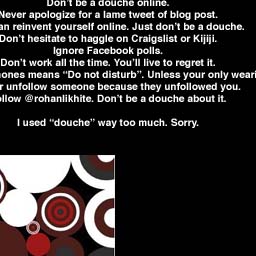 Don't be a douche online.
Never apologize for a lame tweet of blog post.
an reinvent yourself online. Just don't be a douche.
Don't hesitate to haggle on Craigslist or Kijiji.
Ignore Facebook polls.
Don't work all the time. You'll live to regret it.
ones means “Do not disturb”. Unless your only weari
r unfollow someone because they unfollowed you.
ollow @rohanlikhite. Don't be a douche about it.
I used “douche” way too much. Sorry.